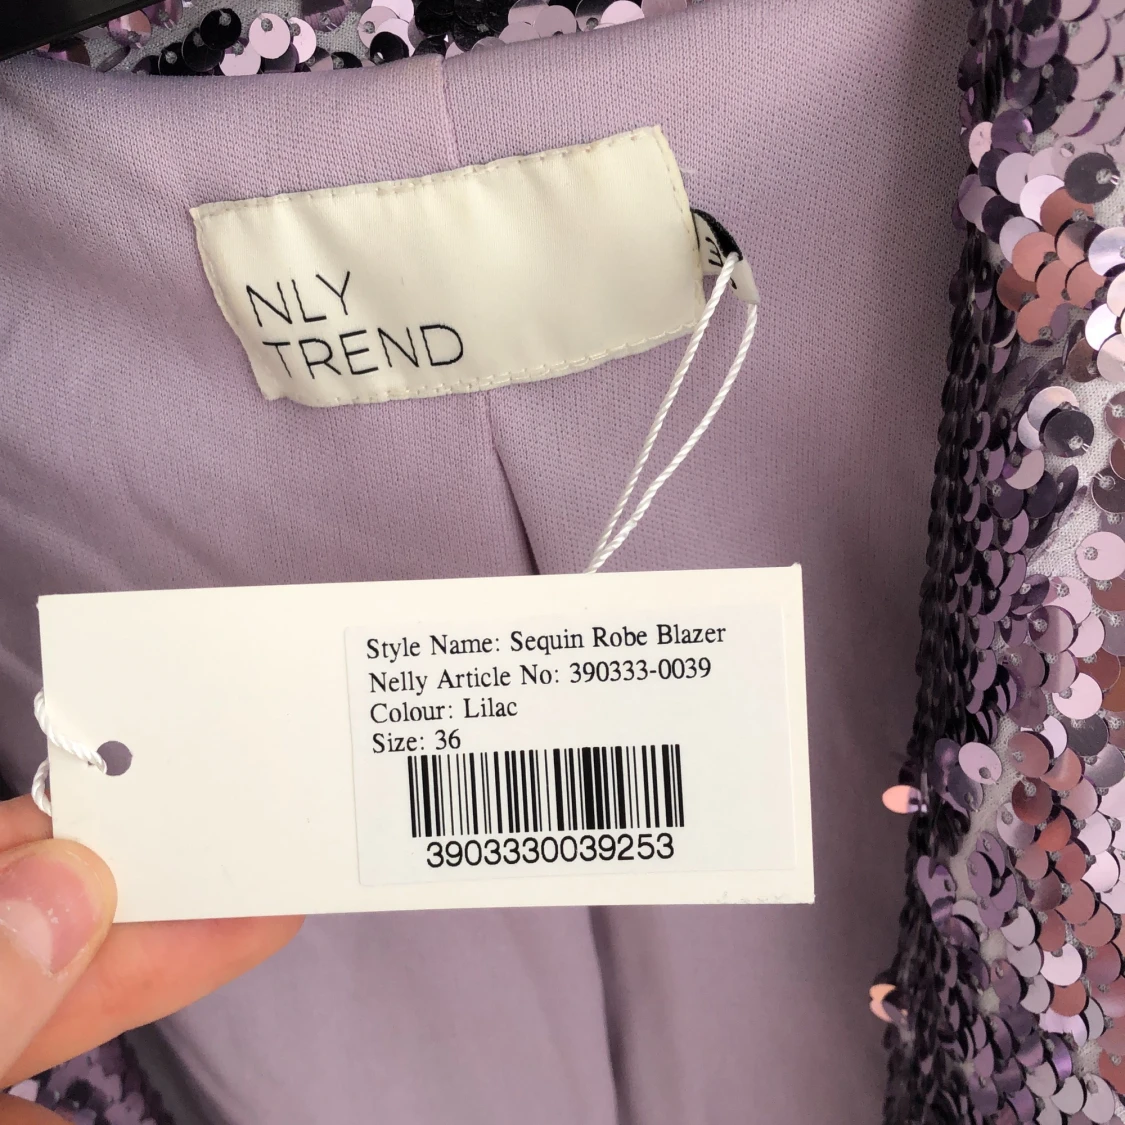 NLY
TREND
Style Name: Sequin Robe Blazer
Nelly Article No: 390333-0039
Colour: Lilac
Size: 36
3903330039253